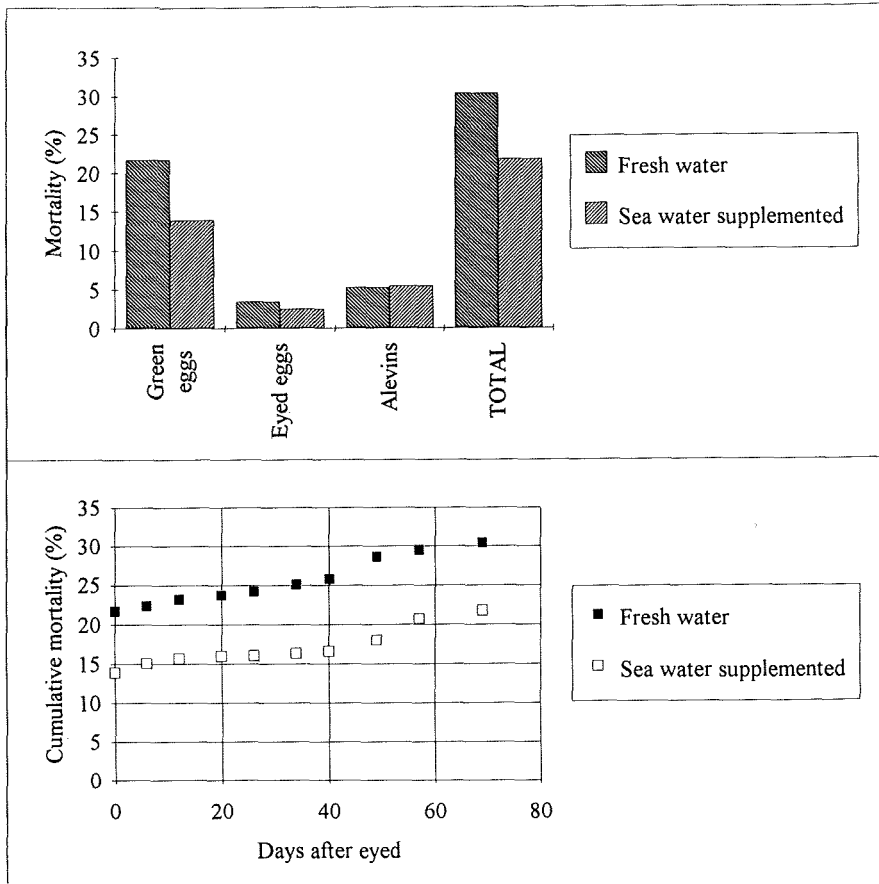 Mortality (%)
35
30
25
20
15
10
5
0
Green
eggs
Eyed eggs
Alevins
TOTAL
Fresh water
Sea water supplemented
Cumulative mortality (%)
35
30
25
20
15
10
5
0
0 20 40 60 80
Days after eyed
Fresh water
Sea water supplemented